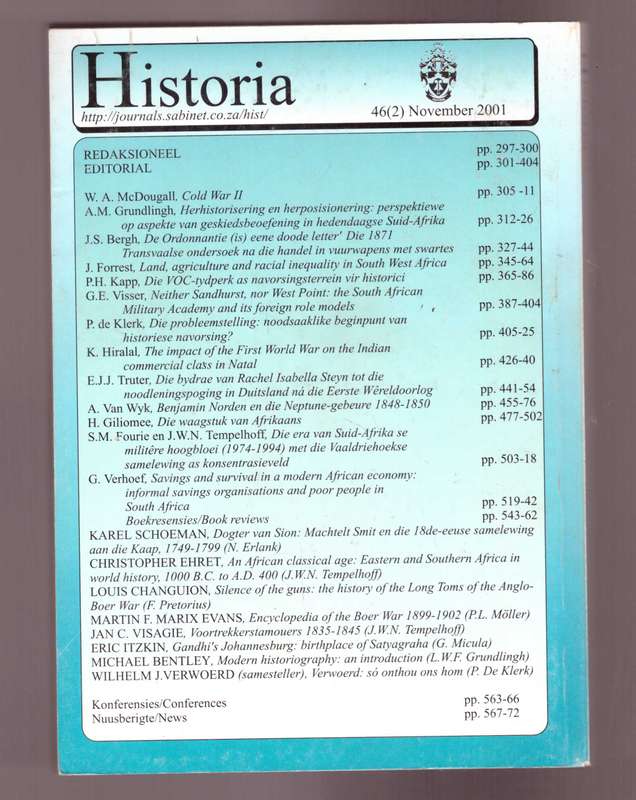 Historia
http://journals.sabinet.co.za/hist/
46(2) November 2001
REDAKSIONEEL pp. 297-300
EDITORIAL pp. 301-404
W. A. McDougall, Cold War II pp. 305 -11
A.M. Grundlingh, Herhistorisering en herposisionering: perspektiewe
op aspekte van geskiedsbeoefening in hedendaagse Suid-Afrika pp. 312-26
J.S. Bergh, De Ordonnantie (is) eene doode letter' Die 1871
Transvaalse ondersoek na die handel in vuurwapens met swartes pp. 327-44
J. Forrest, Land, agriculture and racial inequality in South West Africa pp. 345-64
P.H. Kapp, Die VOC-tydperk as navorsingsterrein vir historici pp. 365-86
G.E. Visser, Neither Sandhurst, nor West Point: the South African
Military Academy and its foreign role models pp. 387-404
P. de Klerk, Die probleemstelling: noodsaaklike beginpunt van
historiese navorsing? pp. 405-25
K. Hiralal, The impact of the First World War on the Indian
commercial class in Natal pp. 426-40
E.J.J. Truter, Die bydrae van Rachel Isabella Steyn tot die
noodleningspoging in Duitsland ná die Eerste Wêreldoorlog pp. 441-54
A. Van Wyk, Benjamin Norden en die Neptune-gebeure 1848-1850 pp. 455-76
H. Giliomee, Die waagstuk van Afrikaans pp. 477-502
S.M. Fourie en J.W.N. Tempelhoff, Die era van Suid-Afrika se
militêre hoogbloei (1974-1994) met die Vaaldriehoekse
samelewing as konsentrasieveld pp. 503-18
G. Verhoef, Savings and survival in a modern African economy:
informal savings organisations and poor people in
South Africa pp. 519-42
Boekresensies/Book reviews pp. 543-62
KAREL SCHOEMAN, Dogter van Sion: Machtelt Smit en die 18de-eeuse samelewing
aan die Kaap, 1749-1799 (N. Erlank)
CHRISTOPHER EHRET, An African classical age: Eastern and Southern Africa in
world history, 1000 B.C. to A.D. 400 (J.W.N. Tempelhoff)
LOUIS CHANGUION, Silence of the guns: the history of the Long Toms of the Anglo-
Boer War (F. Pretorius)
MARTIN F. MARIX EVANS, Encyclopedia of the Boer War 1899-1902 (P.L. Möller)
JAN C. VISAGIE, Voortrekkerstamouers 1835-1845 (J.W.N. Tempelhoff)
ERIC ITZKIN, Gandhi's Johannesburg: birthplace of Satyagraha (G. Micula)
MICHAEL BENTLEY, Modern historiography: an introduction (L.W.F. Grundlingh)
WILHELM J.VERWOERD (samesteller), Verwoerd: só onthou ons hom (P. De Klerk)
Konferensies/Conferences pp. 563-66
Nuusberigte/News pp. 567-72